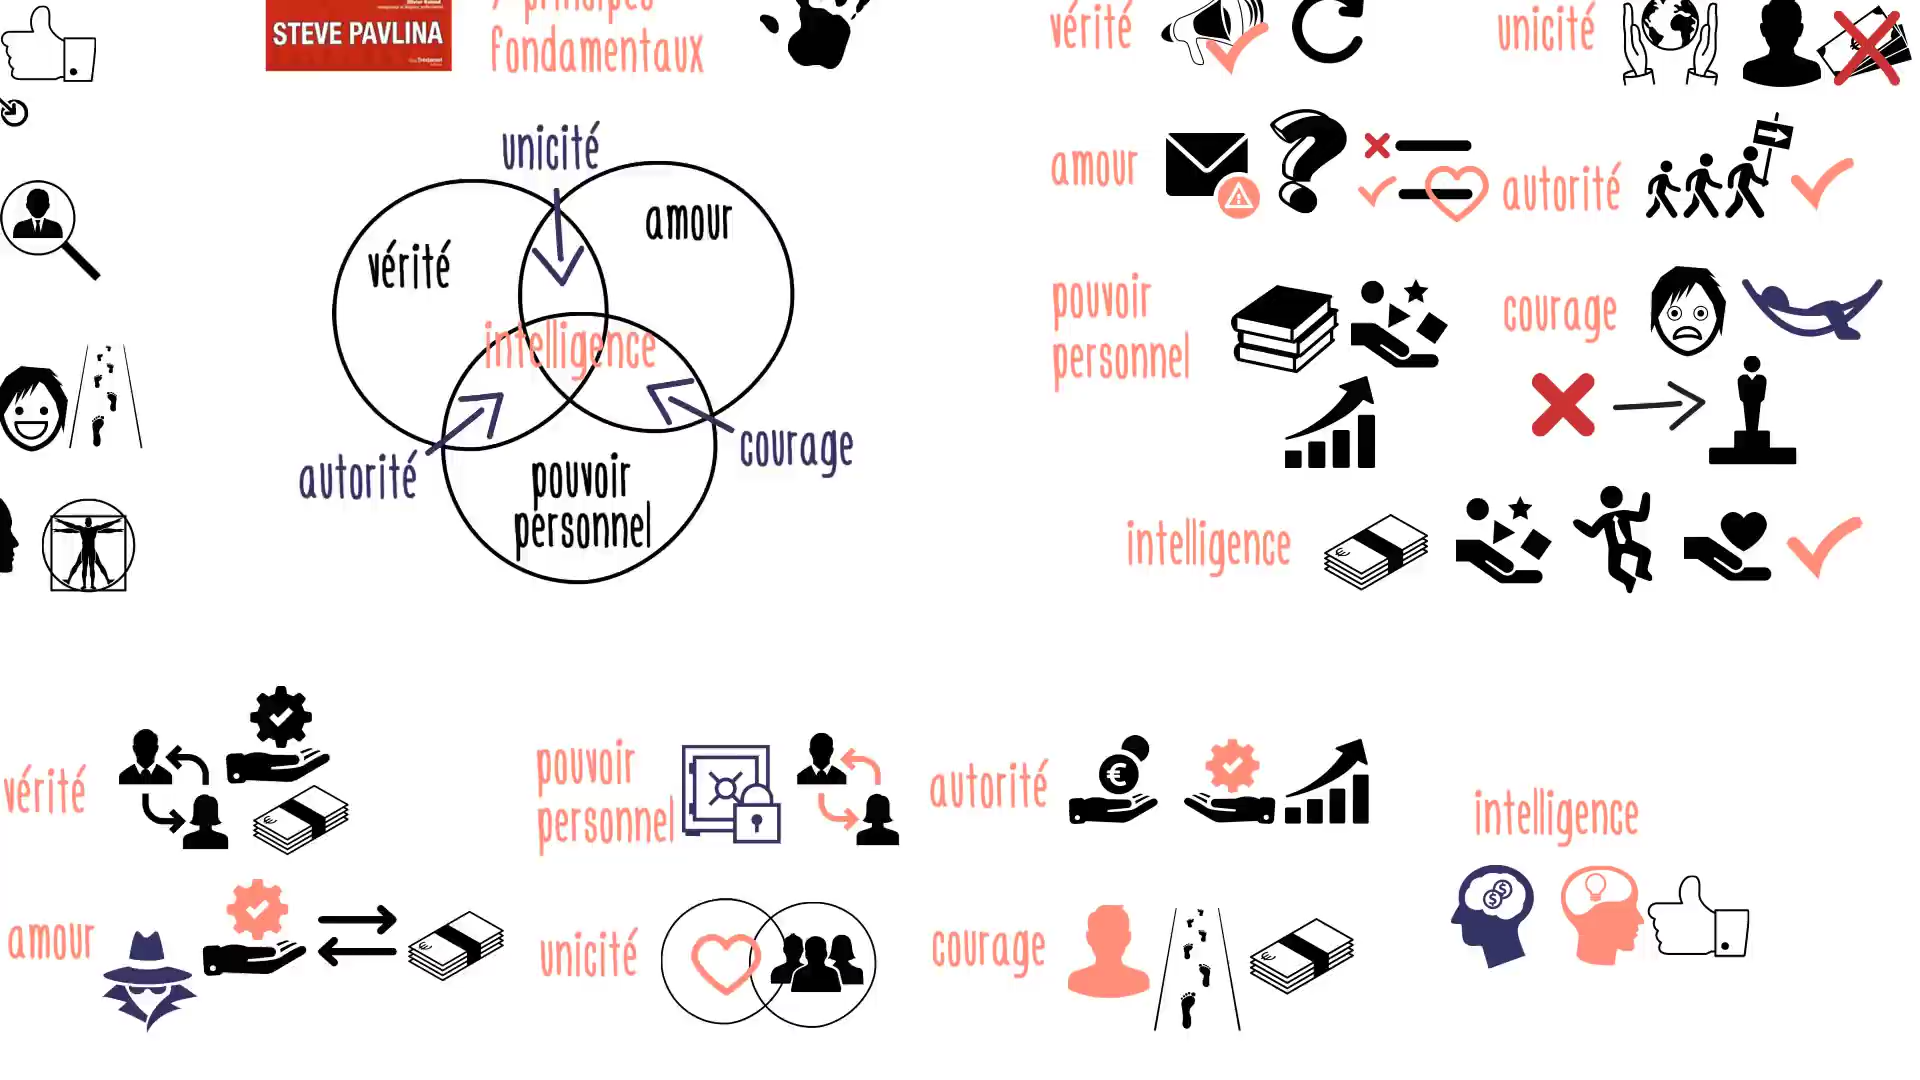 STEVE PAVLINA
fondamentaux
unicité
vérité
amour
intelligence
autorité
courage
pouvoir
personnel
vérité
unicité
amour
autorité
pouvoir
personnel
courage
intelligence
vérité
pouvoir
personnel
autorité
intelligence
amour
unicité
courage